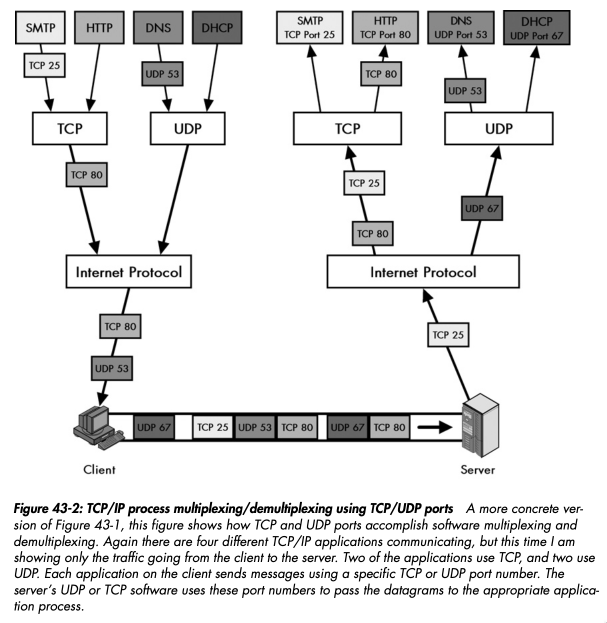 SMTP HTTP DNS DHCP
SMTP TCP Port 25
HTTP TCP Port 80
DNS UDP Port 53
DHCP UDP Port 67
TCP 25
UDP 53
TCP 80
UDP 53
TCP
UDP
TCP
UDP
TCP 80
TCP 25
UDP 67
TCP 80
Internet Protocol
Internet Protocol
TCP 80
TCP 25
UDP 53
UDP 67
TCP 25
UDP 53
TCP 80
UDP 67
TCP 80
Client
Server
Figure 43-2: TCP/IP process multiplexing/demultiplexing using TCP/UDP ports A more concrete ver-
sion of Figure 43-1, this figure shows how TCP and UDP ports accomplish software multiplexing and
demultiplexing. Again there are four different TCP/IP applications communicating, but this time I am
showing only the traffic going from the client to the server. Two of the applications use TCP, and two use
UDP. Each application on the client sends messages using a specific TCP or UDP port number. The
server's UDP or TCP software uses these port numbers to pass the datagrams to the appropriate applica-
tion process.